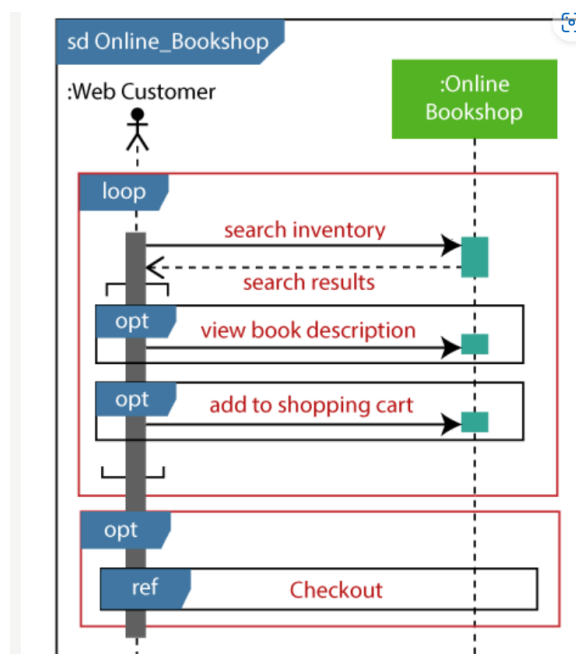 sd Online_Bookshop
:Web Customer
:Online
Bookshop
loop
search inventory
search results
opt
view book description
opt
add to shopping cart
opt
ref
Checkout